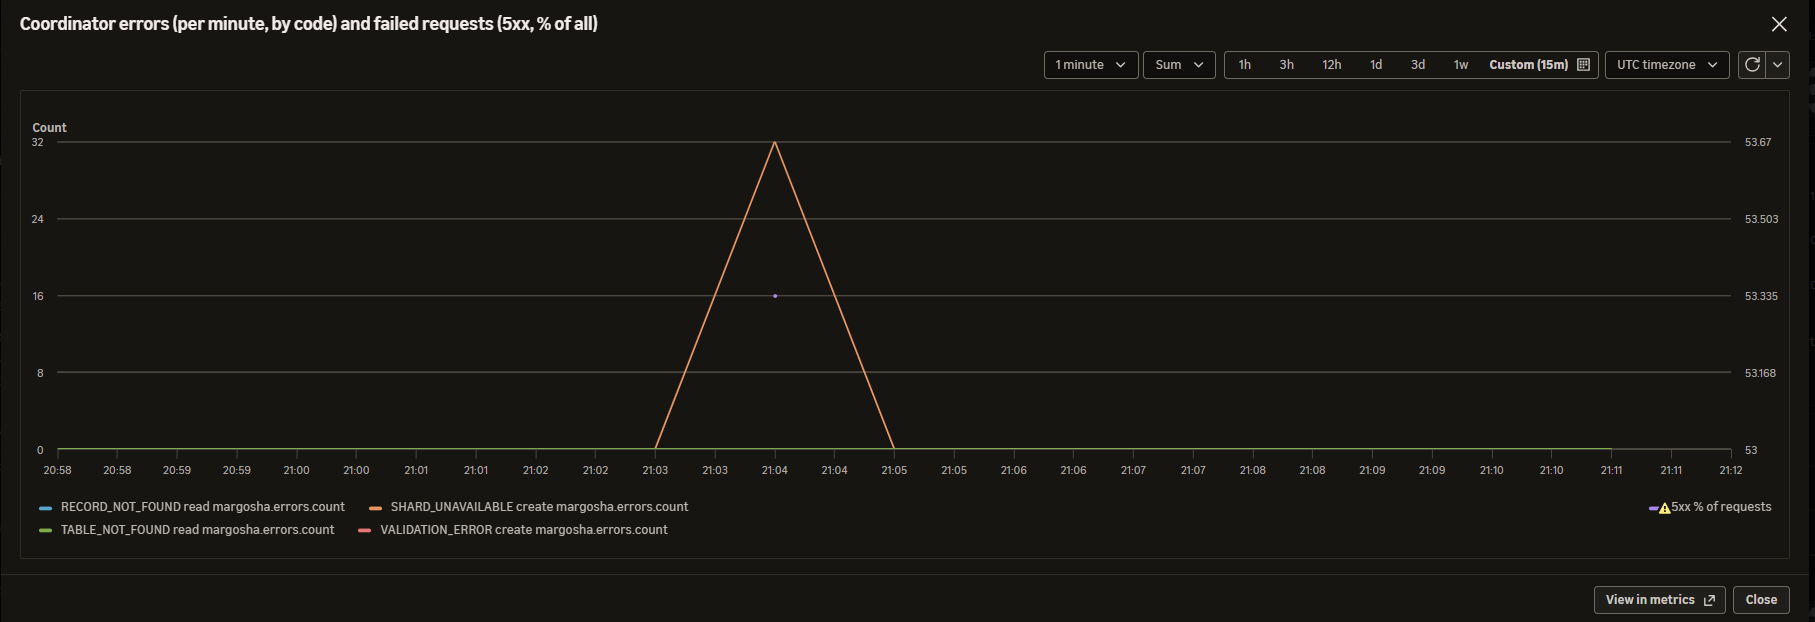 Coordinator errors (per minute, by code) and failed requests (5xx, % of all)
1 minute Sum 1h 3h 12h 1d 3d 1w Custom (15m) UTC timezone
Count
32 53.67
24 53.503
16 53.335
8 53.168
0 53
20:58 20:58 20:59 20:59 21:00 21:00 21:01 21:01 21:02 21:02 21:03 21:03 21:04 21:04 21:05 21:05 21:06 21:06 21:07 21:07 21:08 21:08 21:09 21:09 21:10 21:10 21:11 21:11 21:12
RECORD_NOT_FOUND read margosha.errors.count SHARD_UNAVAILABLE create margosha.errors.count 5xx % of requests
TABLE_NOT_FOUND read margosha.errors.count VALIDATION_ERROR create margosha.errors.count
View in metrics Close